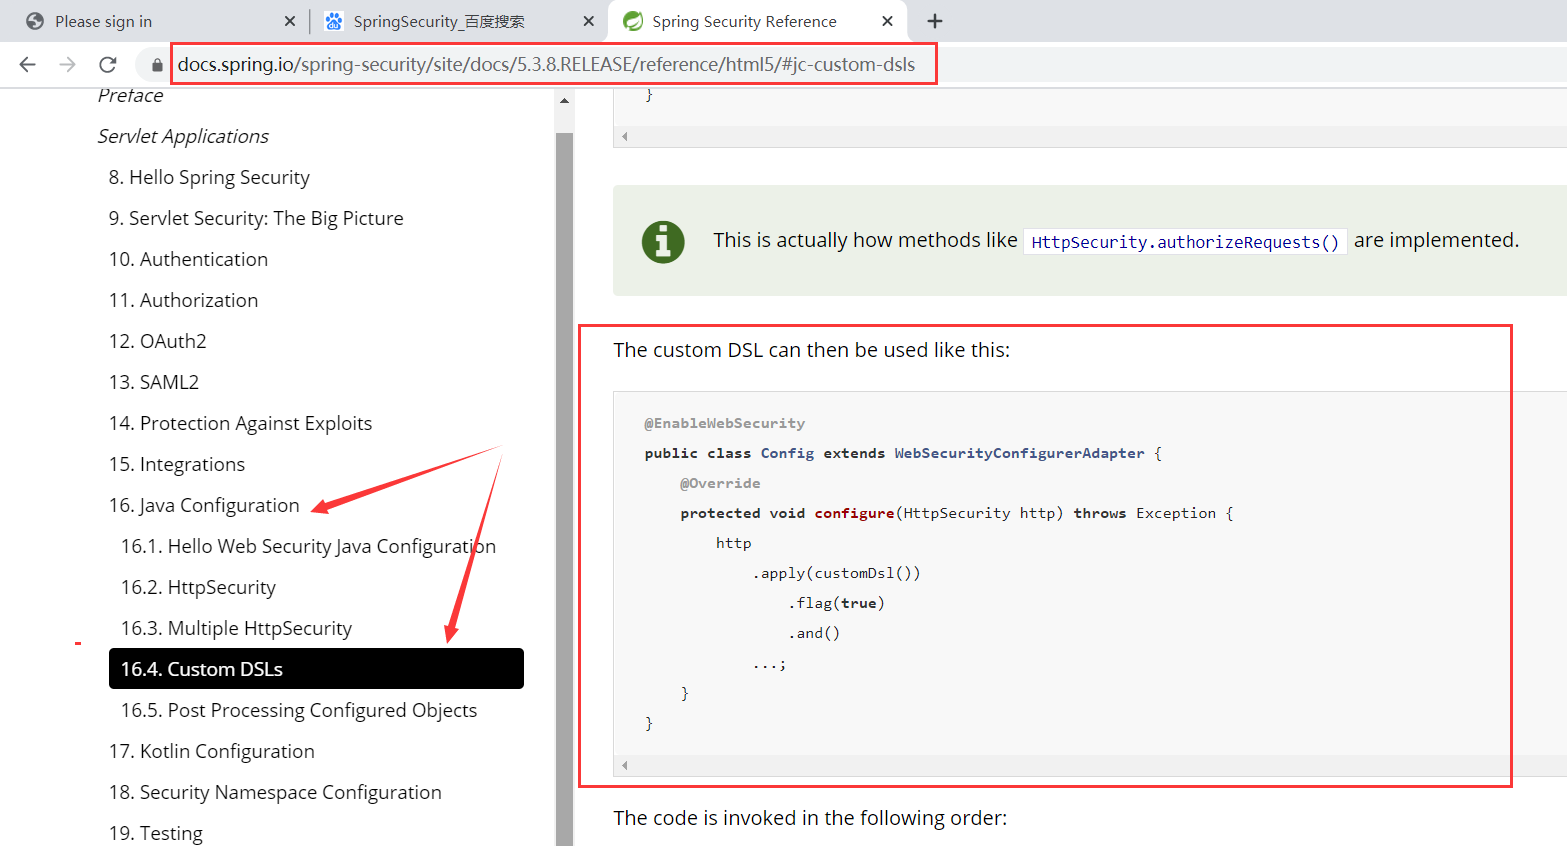 Please sign in
SpringSecurity_百度搜索
Spring Security Reference
docs.spring.io/spring-security/site/docs/5.3.8.RELEASE/reference/html5/#jc-custom-dsls
Preface
Servlet Applications
8. Hello Spring Security
9. Servlet Security: The Big Picture
10. Authentication
11. Authorization
12. OAuth2
13. SAML2
14. Protection Against Exploits
15. Integrations
16. Java Configuration
16.1. Hello Web Security Java Configuration
16.2. HttpSecurity
16.3. Multiple HttpSecurity
16.4. Custom DSLs
16.5. Post Processing Configured Objects
17. Kotlin Configuration
18. Security Namespace Configuration
19. Testing
}
This is actually how methods like HttpSecurity.authorizeRequests() are implemented.
The custom DSL can then be used like this:
@EnableWebSecurity
public class Config extends WebSecurityConfigurerAdapter {
@Override
protected void configure(HttpSecurity http) throws Exception {
http
.apply(customDsl())
.flag(true)
.and()
...;
}
}
The code is invoked in the following order: